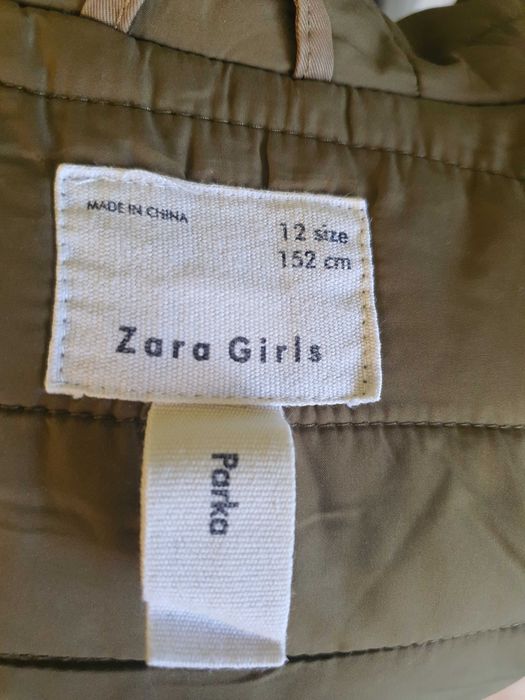 MADE IN CHINA
12 size
152 cm
Zara Girls
Parka